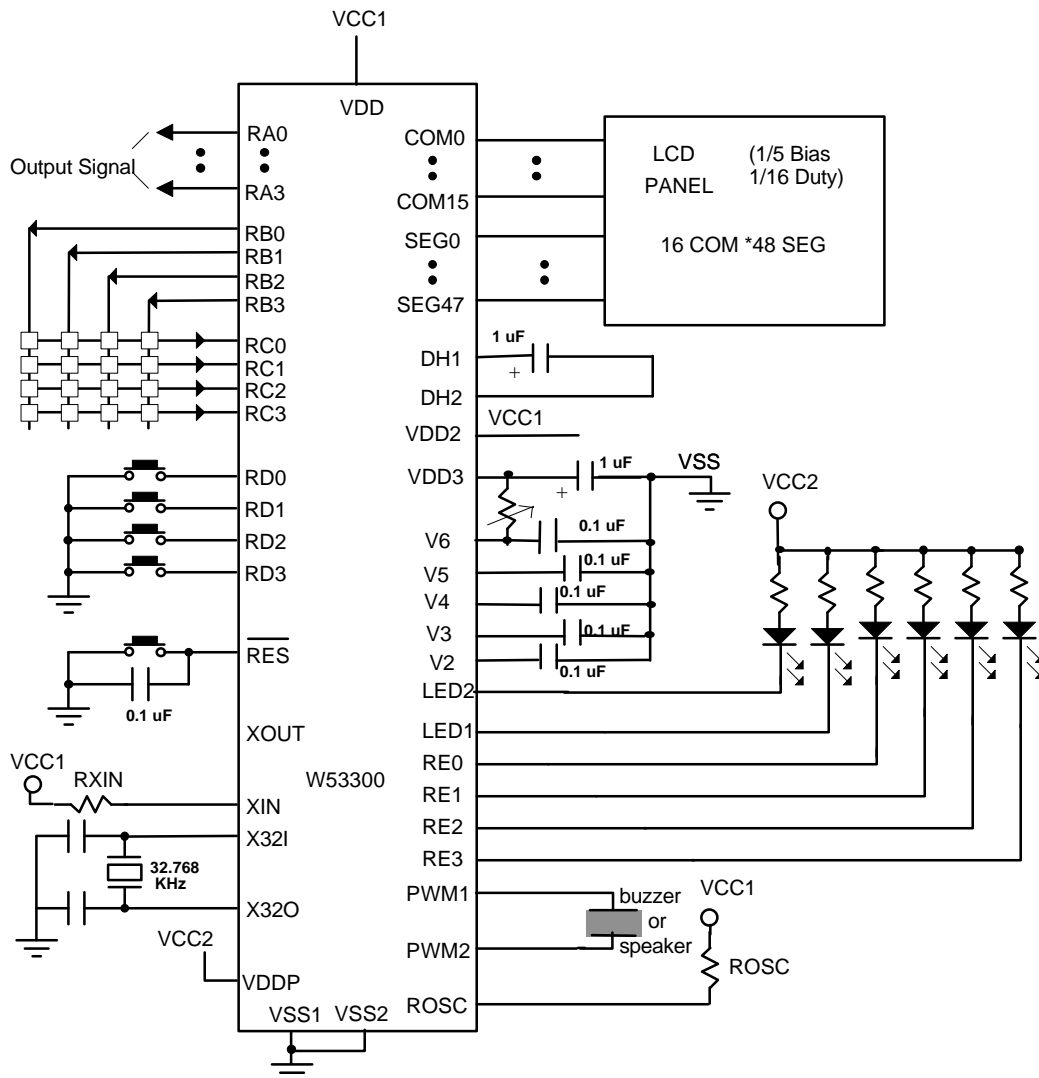 VCC1
VDD
RA0
Output Signal
RA3
RB0
RB1
RB2
RB3
RC0
RC1
RC2
RC3
RD0
RD1
RD2
RD3
RES
0.1 uF
XOUT
VCC1
RXIN
W53300
XIN
X32I
32.768
KHz
X32O
VCC2
VDDP
VSS1 VSS2
COM0
COM15
SEG0
SEG47
LCD (1/5 Bias
PANEL 1/16 Duty)
16 COM *48 SEG
1 uF
DH1
+
DH2
VCC1
VDD2
VDD3
1 uF
VSS
+
V6
0.1 uF
V5
0.1 uF
V4
0.1 uF
V3
0.1 uF
V2
0.1 uF
VCC2
LED2
LED1
RE0
RE1
RE2
RE3
PWM1
buzzer
or
speaker
PWM2
VCC1
ROSC
ROSC